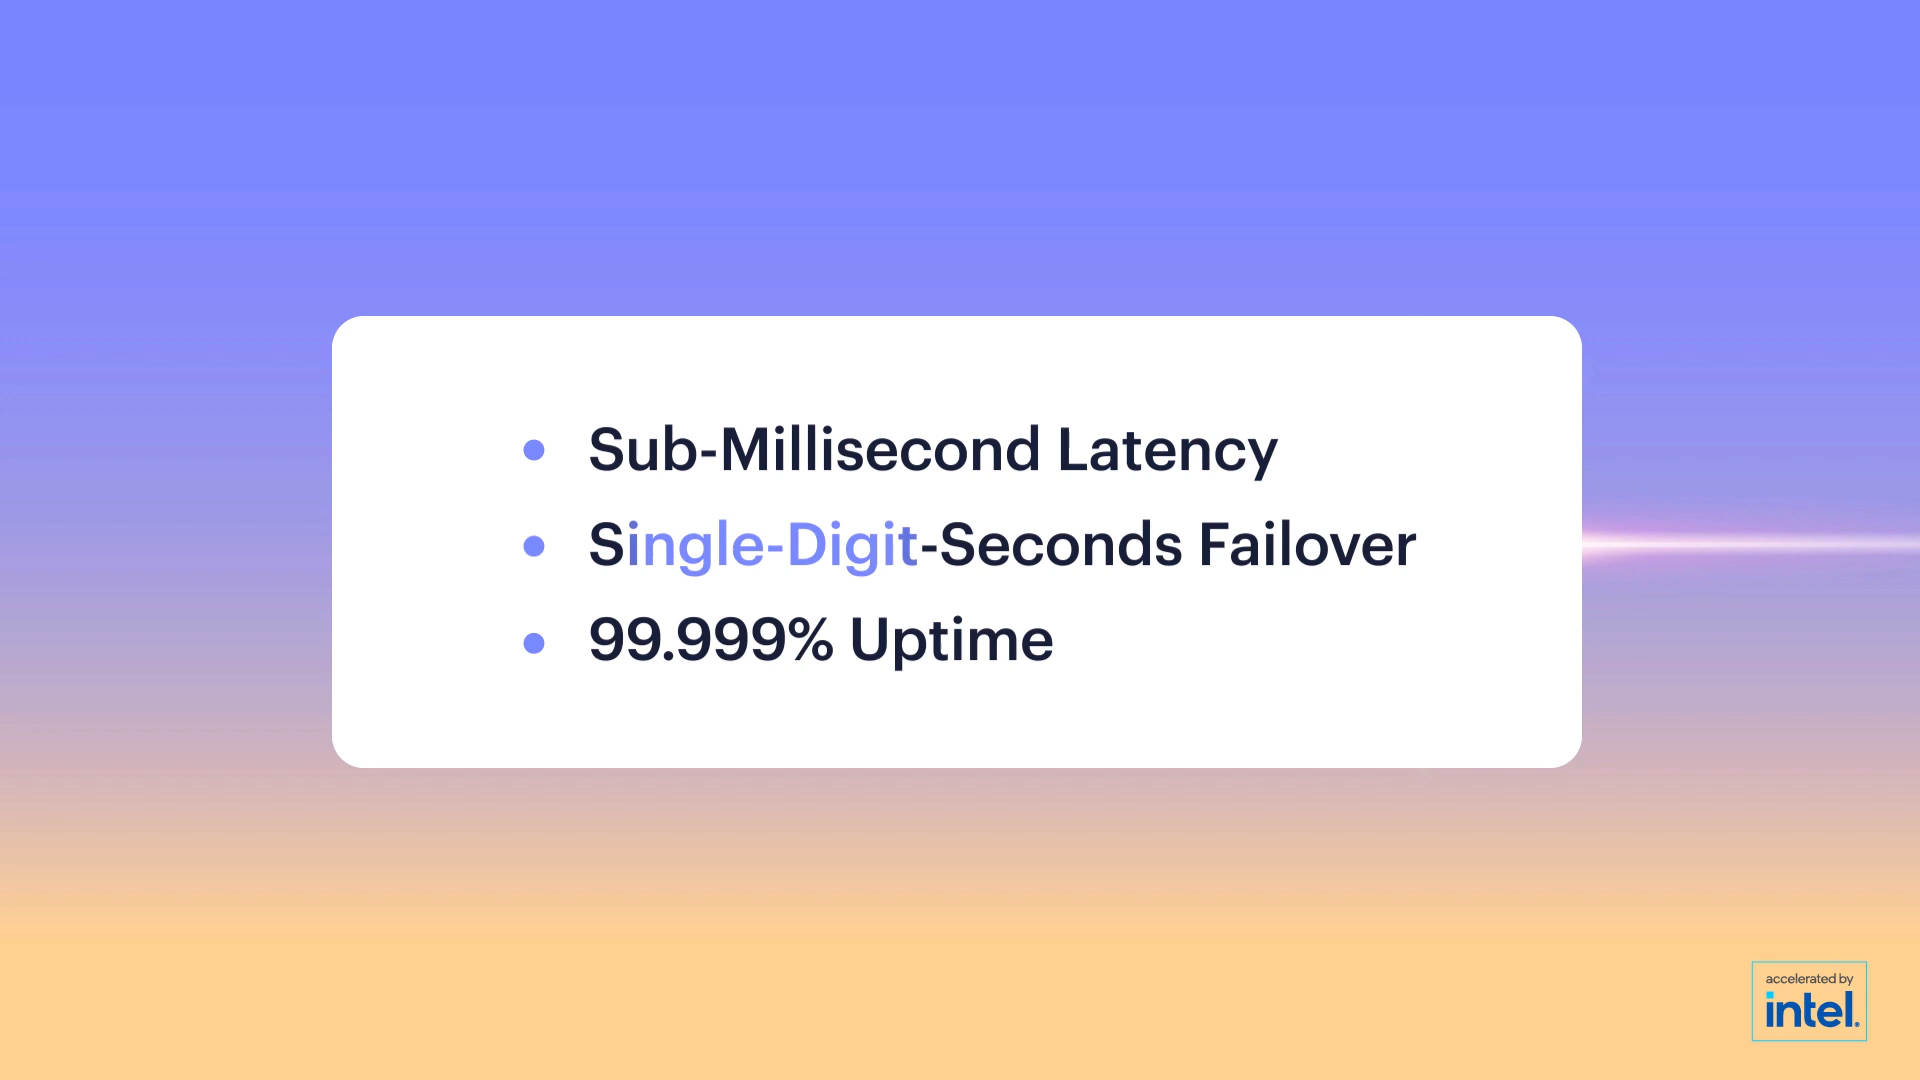 • Sub-Millisecond Latency
• Single-Digit-Seconds Failover
• 99.999% Uptime
accelerated by
intel®